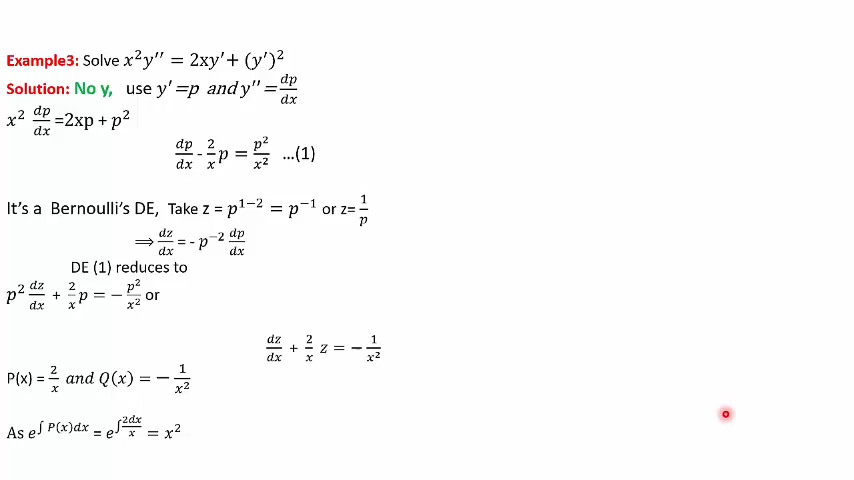 Example3: Solve x²y′′ = 2xy′+ (y′)²
Solution: No y, use y′=p and y′′= dp/dx
x² dp/dx =2xp + p²
dp/dx - 2/x p = p²/x² ...(1)
It's a Bernoulli's DE, Take z = p¹⁻² = p⁻¹ or z= 1/p
⟹ dz/dx = - p⁻² dp/dx
DE (1) reduces to
p² dz/dx + 2/x p = − p²/x² or
dz/dx + 2/x z = − 1/x²
P(x) = 2/x and Q(x) = − 1/x²
As e^∫ P(x)dx = e^∫ 2dx/x = x²